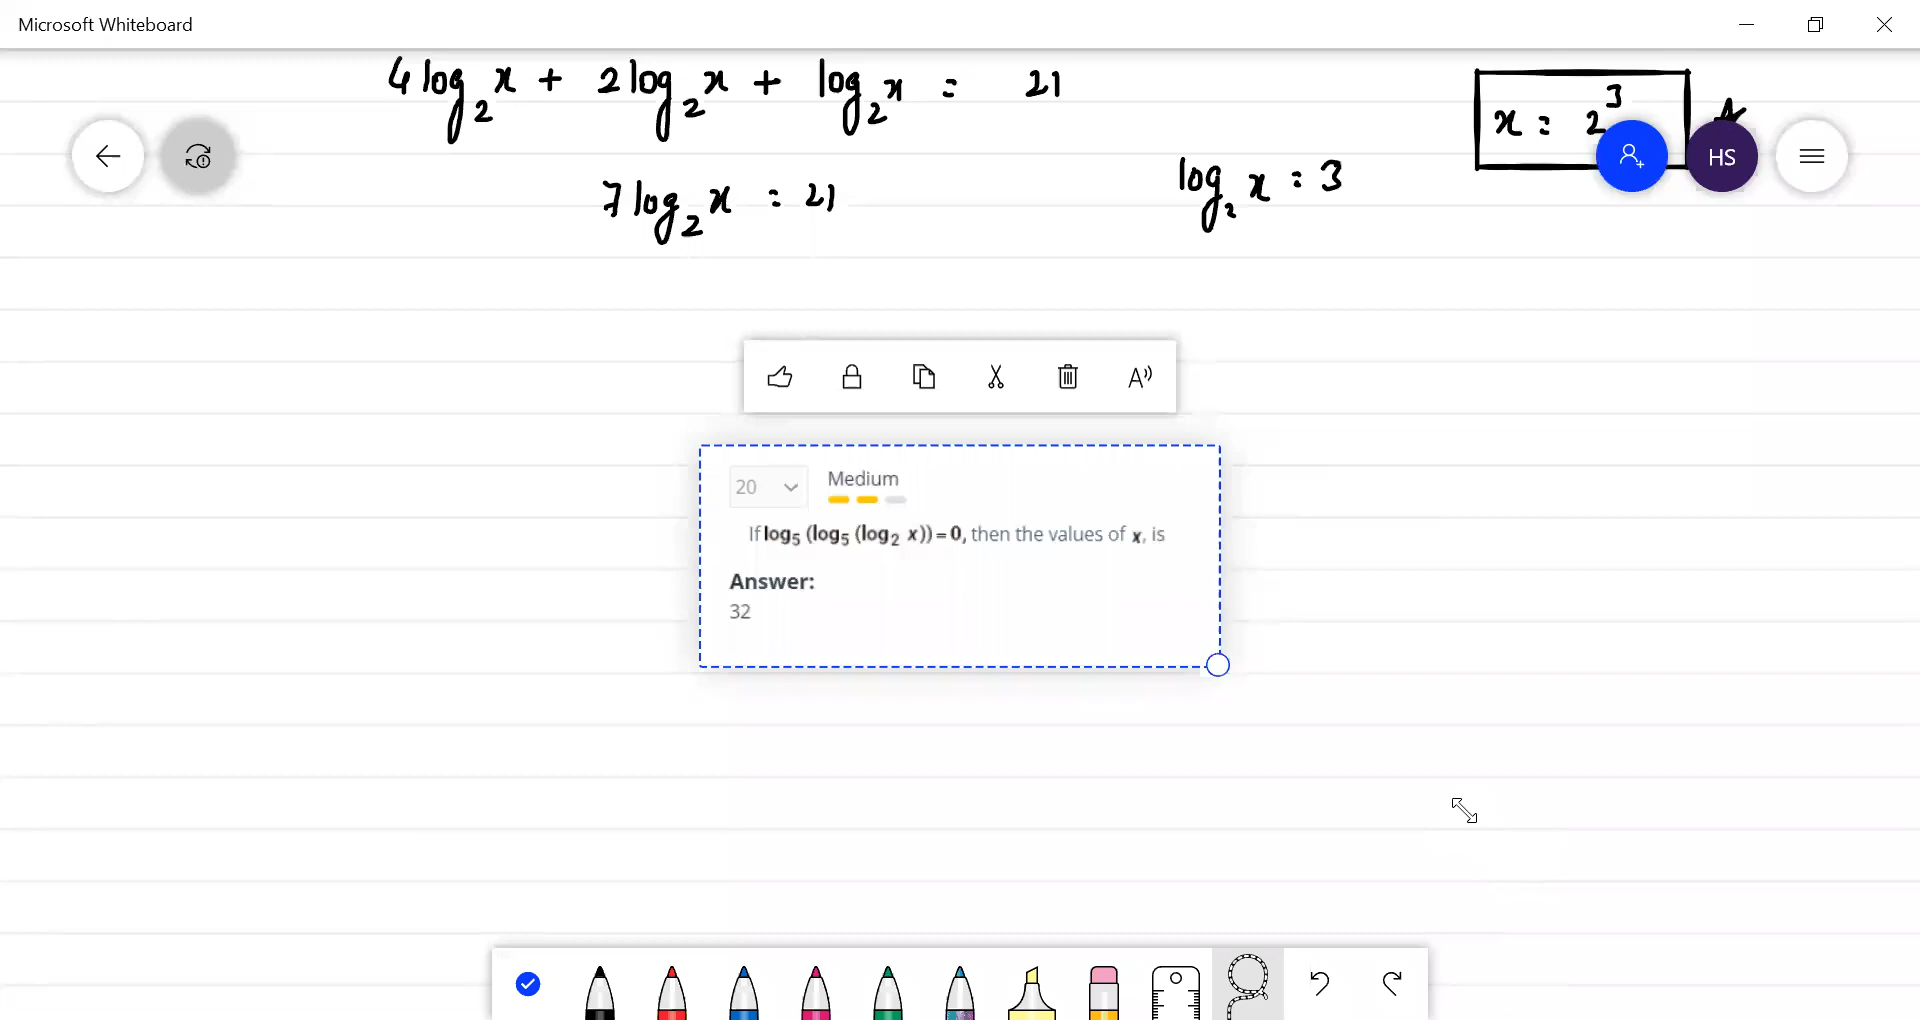 Microsoft Whiteboard
4 log₂ x + 2 log₂ x + log₂ x = 21
x = 2³
HS
log₂ x = 3
7 log₂ x = 21
20 Medium
If log₅ (log₅ (log₂ x)) = 0, then the values of x, is
Answer:
32